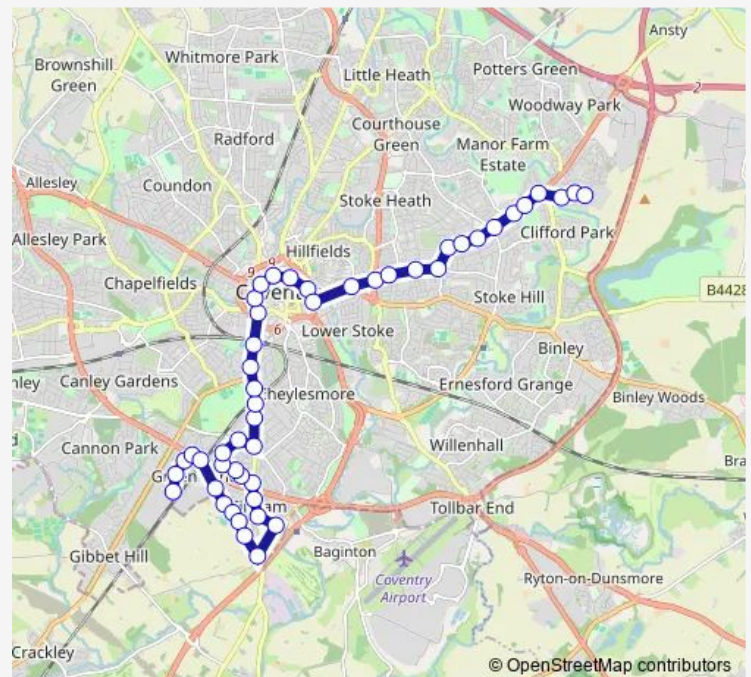 Ansty
Whitmore Park
Brownshill
Green
Little Heath
Potters Green
2
Woodway Park
Courthouse
Green
Radford
Manor Farm
Estate
Allesley
Coundon
Stoke Heath
Clifford Park
Allesley Park
Hillfields
9
9
Chapelfields
B4428
Stoke Hill
6
Lower Stoke
Binley
Canley Gardens
Ernesford Grange
Binley Woods
Cannon Park
Willenhall
Tollbar End
Gibbet Hill
Baginton
Coventry
Airport
Ryton-on-Dunsmore
Crackley
© OpenStreetMap contributors